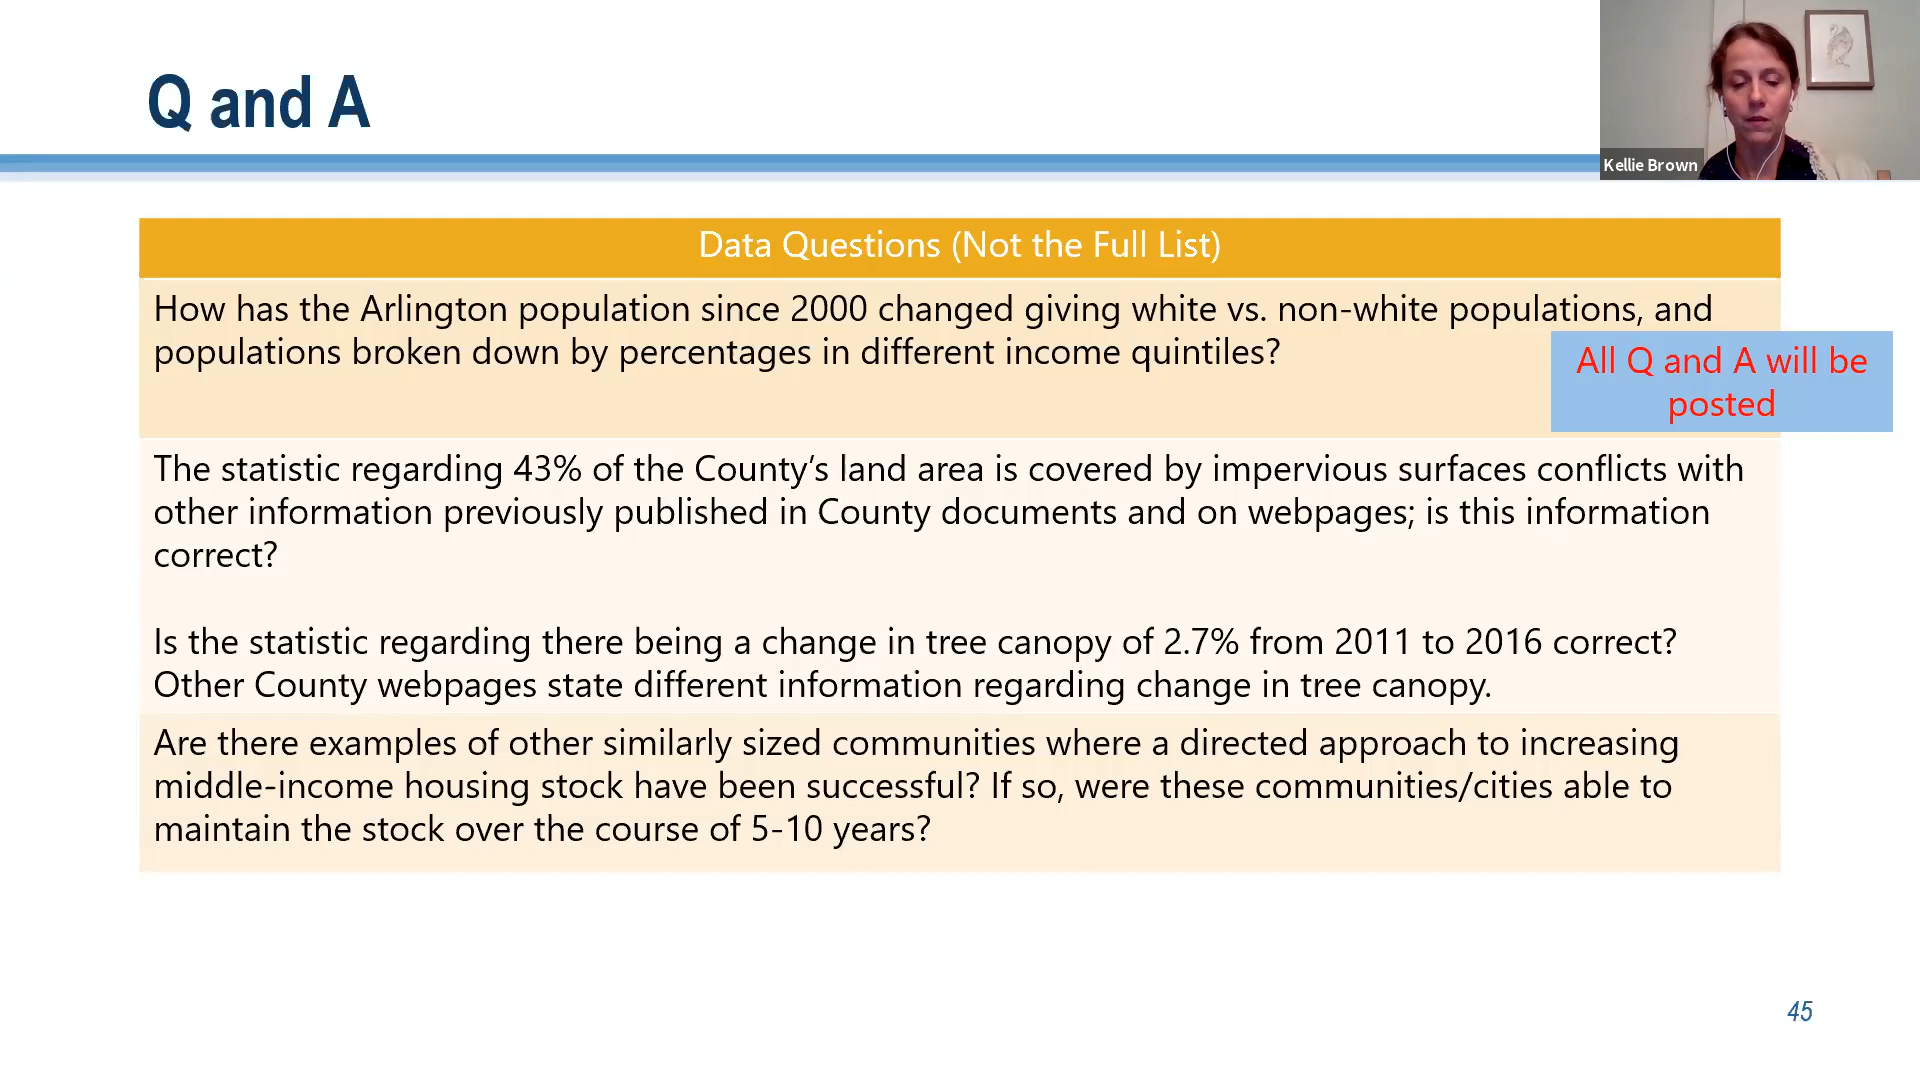 Q and A
Kellie Brown
Data Questions (Not the Full List)
How has the Arlington population since 2000 changed giving white vs. non-white populations, and
populations broken down by percentages in different income quintiles?
All Q and A will be
posted
The statistic regarding 43% of the County’s land area is covered by impervious surfaces conflicts with
other information previously published in County documents and on webpages; is this information
correct?
Is the statistic regarding there being a change in tree canopy of 2.7% from 2011 to 2016 correct?
Other County webpages state different information regarding change in tree canopy.
Are there examples of other similarly sized communities where a directed approach to increasing
middle-income housing stock have been successful? If so, were these communities/cities able to
maintain the stock over the course of 5-10 years?
45